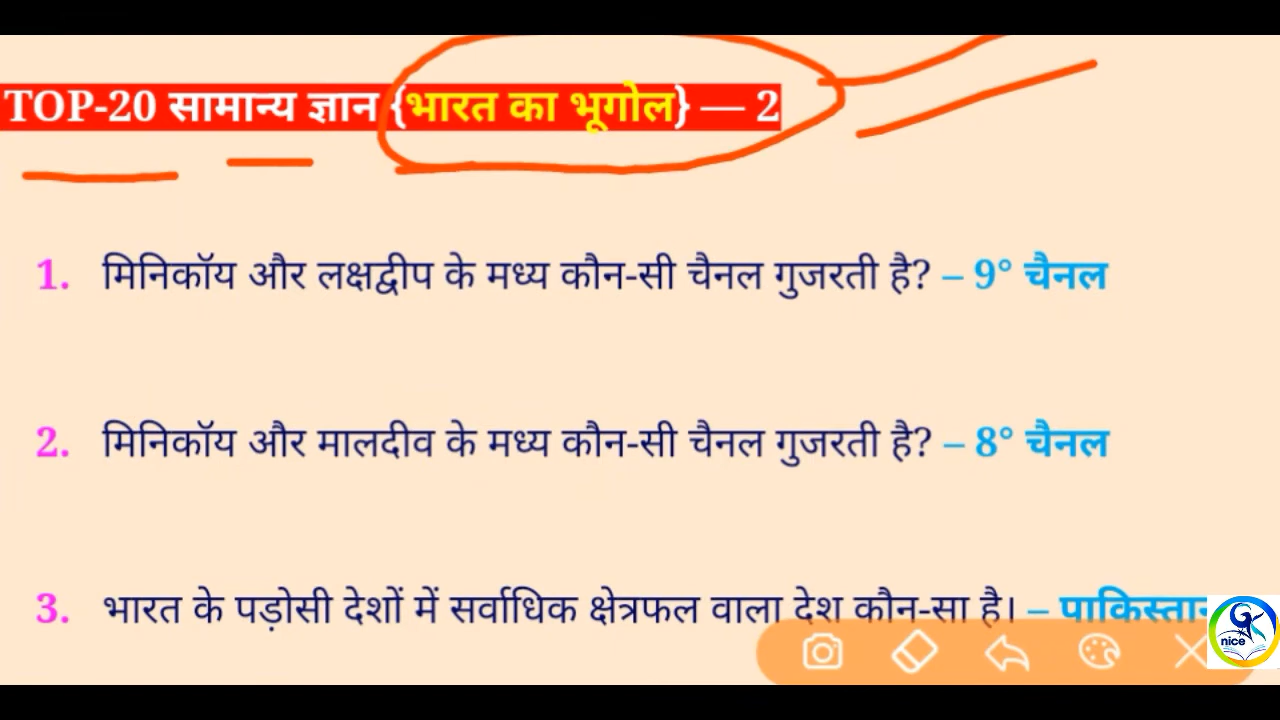 TOP-20 सामान्य ज्ञान {भारत का भूगोल} — 2
1. मिनिकॉय और लक्षद्वीप के मध्य कौन-सी चैनल गुजरती है? – 9° चैनल
2. मिनिकॉय और मालदीव के मध्य कौन-सी चैनल गुजरती है? – 8° चैनल
3. भारत के पड़ोसी देशों में सर्वाधिक क्षेत्रफल वाला देश कौन-सा है। – पाकिस्तान
G
nice